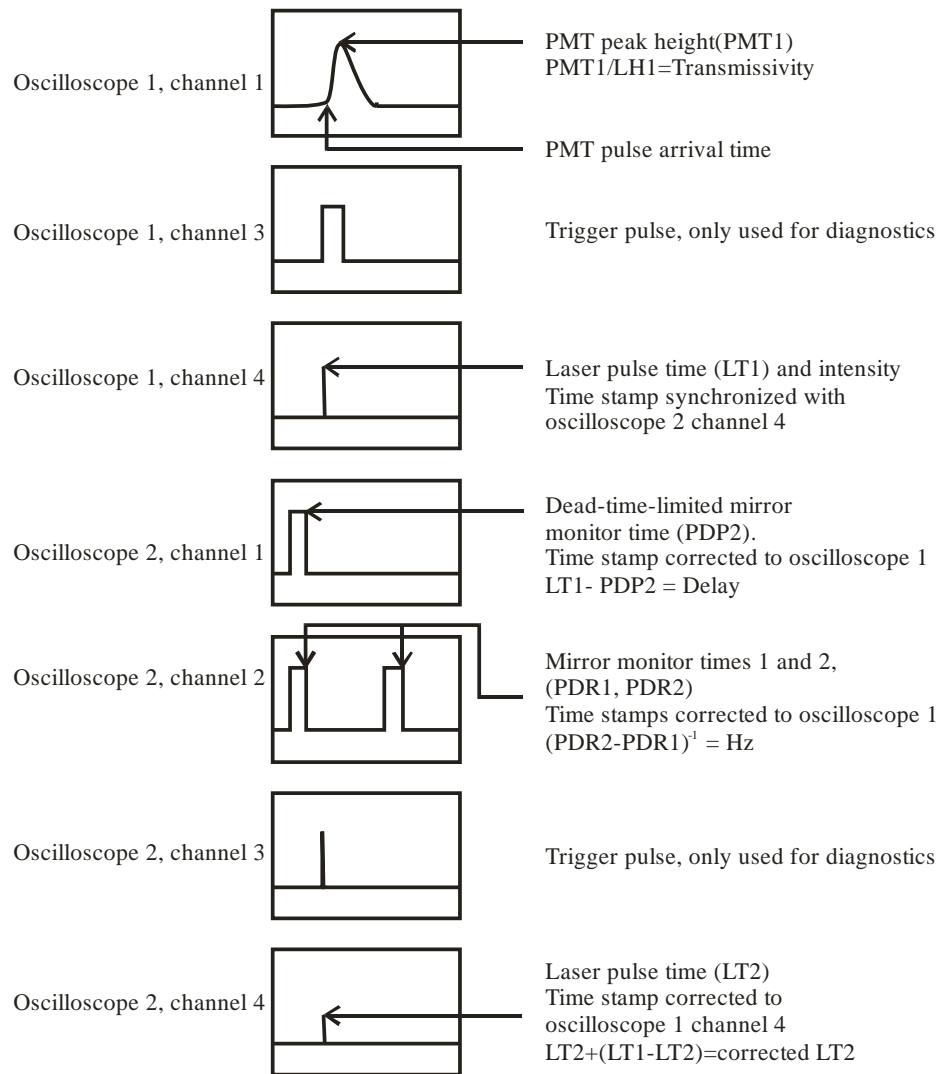 Oscilloscope 1, channel 1
PMT peak height(PMT1)
PMT1/LH1=Transmissivity
PMT pulse arrival time
Oscilloscope 1, channel 3
Trigger pulse, only used for diagnostics
Oscilloscope 1, channel 4
Laser pulse time (LT1) and intensity
Time stamp synchronized with
oscilloscope 2 channel 4
Oscilloscope 2, channel 1
Dead-time-limited mirror
monitor time (PDP2).
Time stamp corrected to oscilloscope 1
LT1- PDP2 = Delay
Oscilloscope 2, channel 2
Mirror monitor times 1 and 2,
(PDR1, PDR2)
Time stamps corrected to oscilloscope 1
(PDR2-PDR1)⁻¹ = Hz
Oscilloscope 2, channel 3
Trigger pulse, only used for diagnostics
Oscilloscope 2, channel 4
Laser pulse time (LT2)
Time stamp corrected to
oscilloscope 1 channel 4
LT2+(LT1-LT2)=corrected LT2